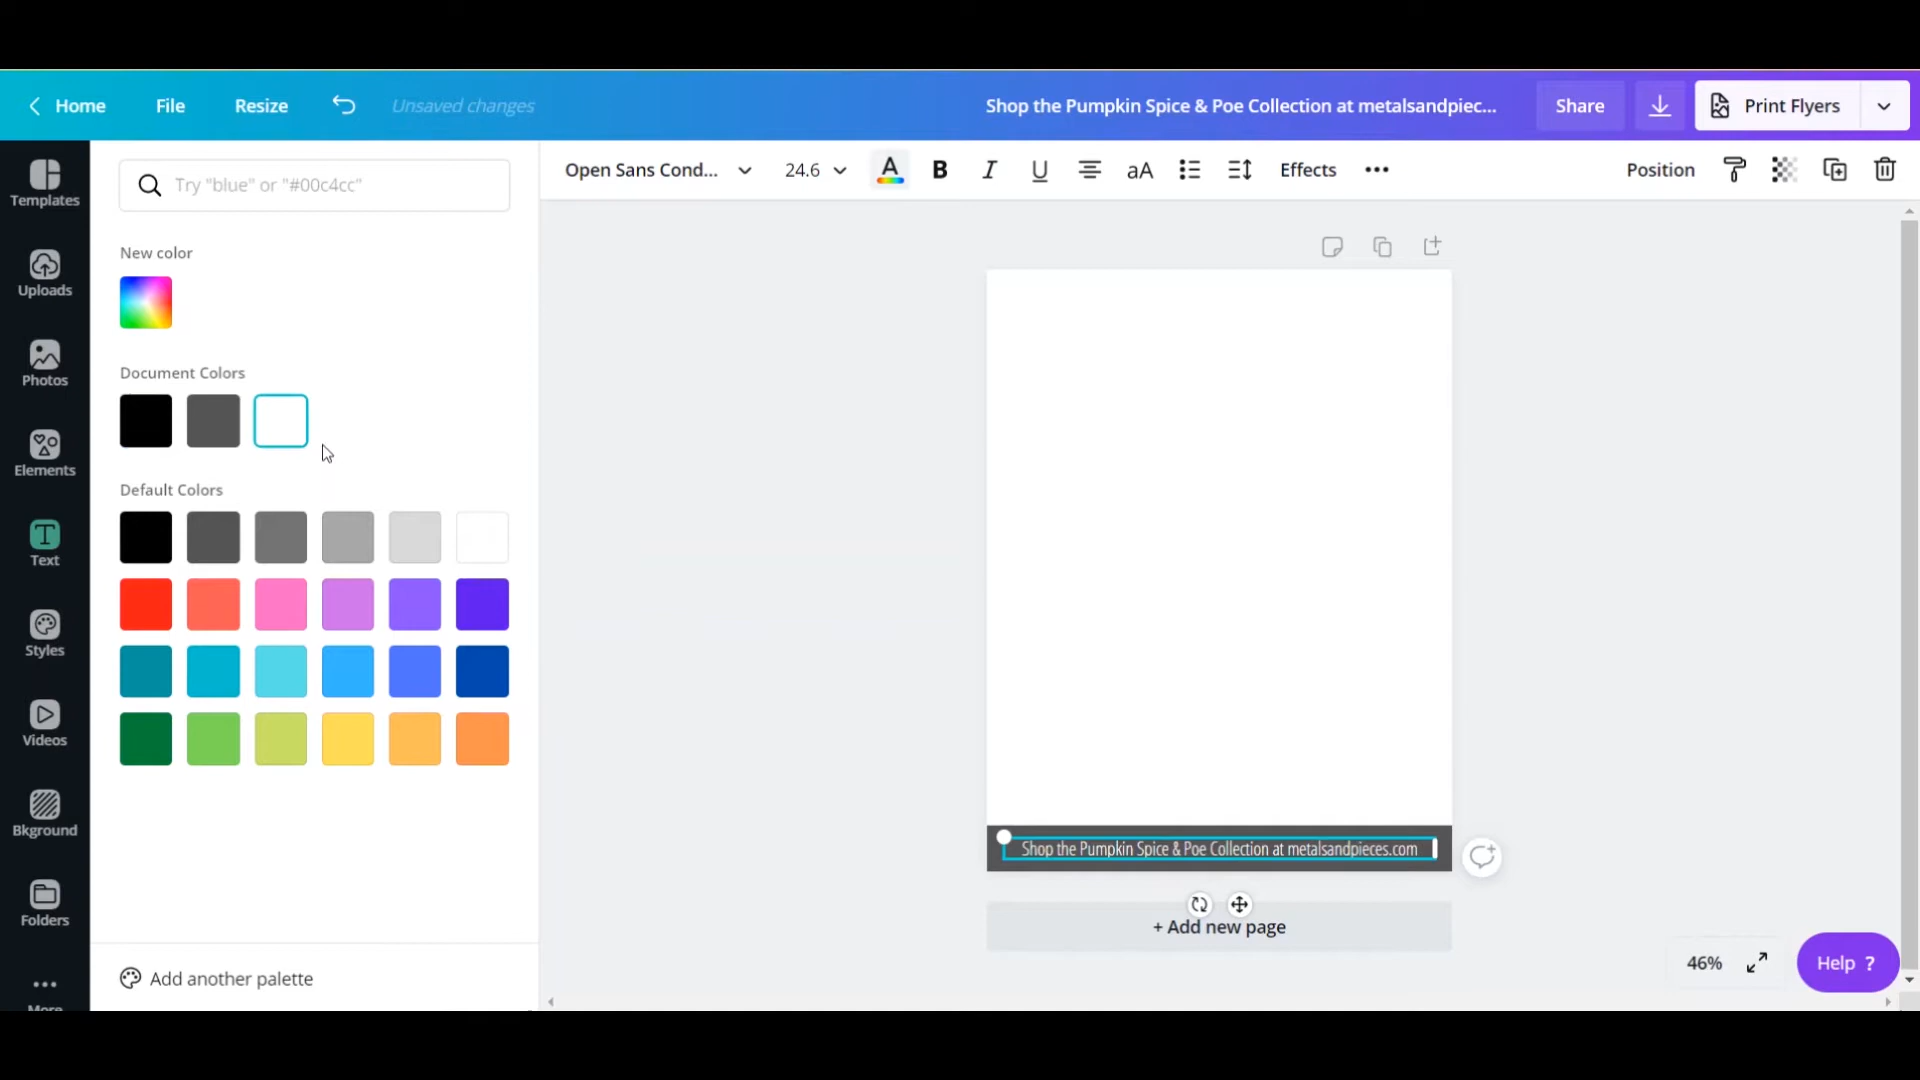 Home File Resize Unsaved changes Shop the Pumpkin Spice & Poe Collection at metalsandpiec... Share Print Flyers
Templates
Uploads
Photos
Elements
Text
Styles
Videos
Bkground
Folders
More
Try "blue" or "#00c4cc"
New color
Document Colors
Default Colors
Add another palette
Open Sans Cond... 24.6 A B I U aA Effects Position
Shop the Pumpkin Spice & Poe Collection at metalsandpieces.com
+ Add new page
46% Help ?